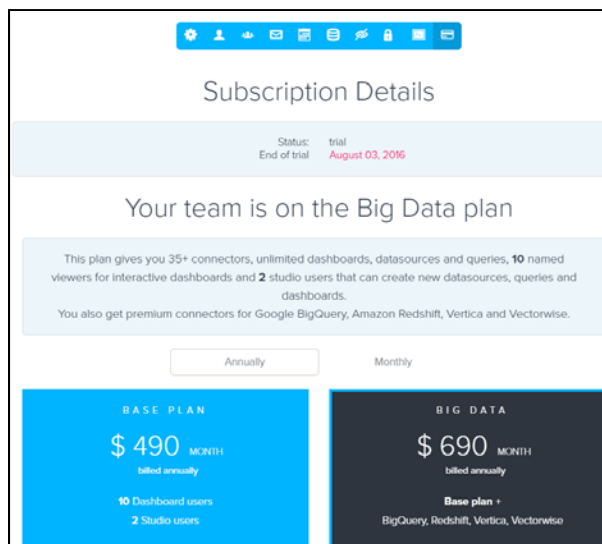 Subscription Details
Status: trial
End of trial August 03, 2016
Your team is on the Big Data plan
This plan gives you 35+ connectors, unlimited dashboards, datasources and queries, 10 named
viewers for interactive dashboards and 2 studio users that can create new datasources, queries and
dashboards.
You also get premium connectors for Google BigQuery, Amazon Redshift, Vertica and Vectorwise.
Annually Monthly
BASE PLAN
$ 490 MONTH
billed annually
10 Dashboard users
2 Studio users
BIG DATA
$ 690 MONTH
billed annually
Base plan +
BigQuery, Redshift, Vertica, Vectorwise